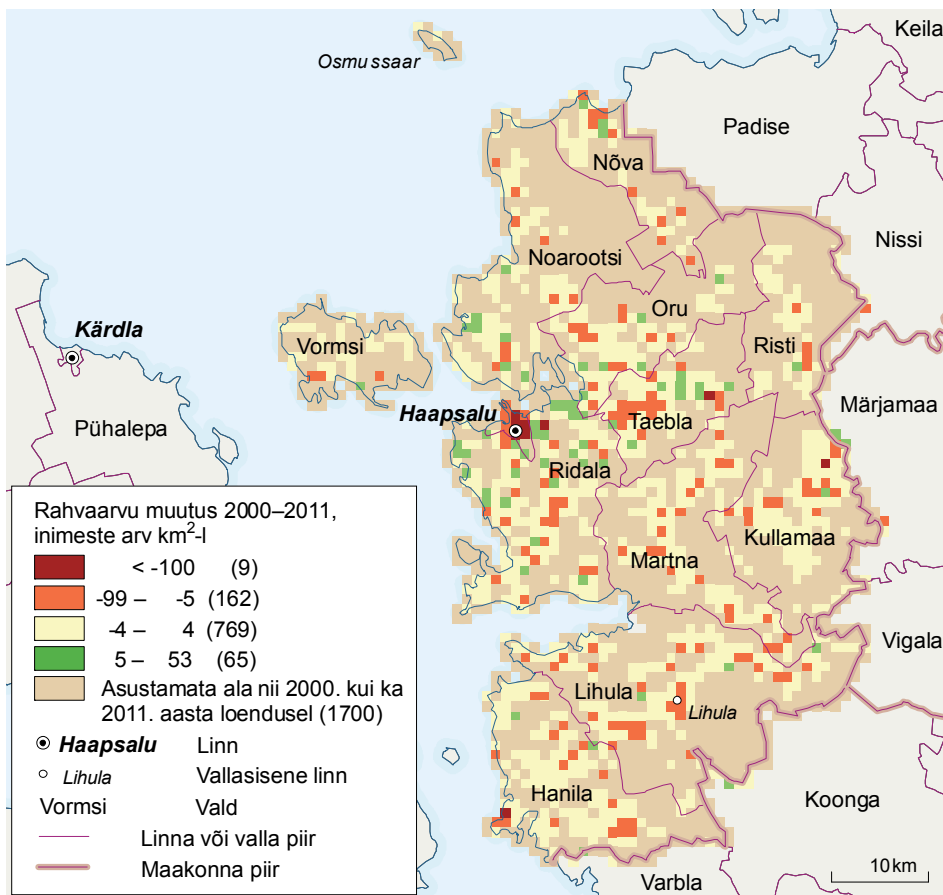 Keila
Osmussaar
Padise
Nõva
Nissi
Noarootsi
Oru
Kärdla
Vormsi
Risti
Märjamaa
Haapsalu
Taebla
Pühalepa
Ridala
Kullamaa
Martna
Vigala
Lihula
Lihula
Hanila
Koonga
Varbla
10 km
Rahvaarvu muutus 2000–2011,
inimeste arv km²-l
< -100 (9)
-99 – -5 (162)
-4 – 4 (769)
5 – 53 (65)
Asustamata ala nii 2000. kui ka
2011. aasta loendusel (1700)
Haapsalu Linn
Lihula Vallasisene linn
Vormsi Vald
Linna või valla piir
Maakonna piir